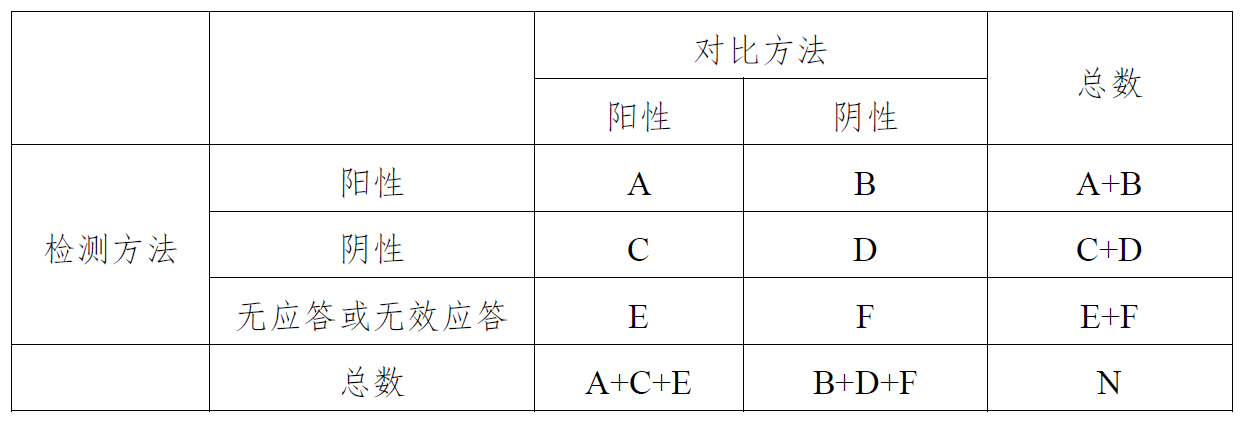 对比方法
总数
阳性
阴性
检测方法
阳性
A
B
A+B
阴性
C
D
C+D
无应答或无效应答
E
F
E+F
总数
A+C+E
B+D+F
N